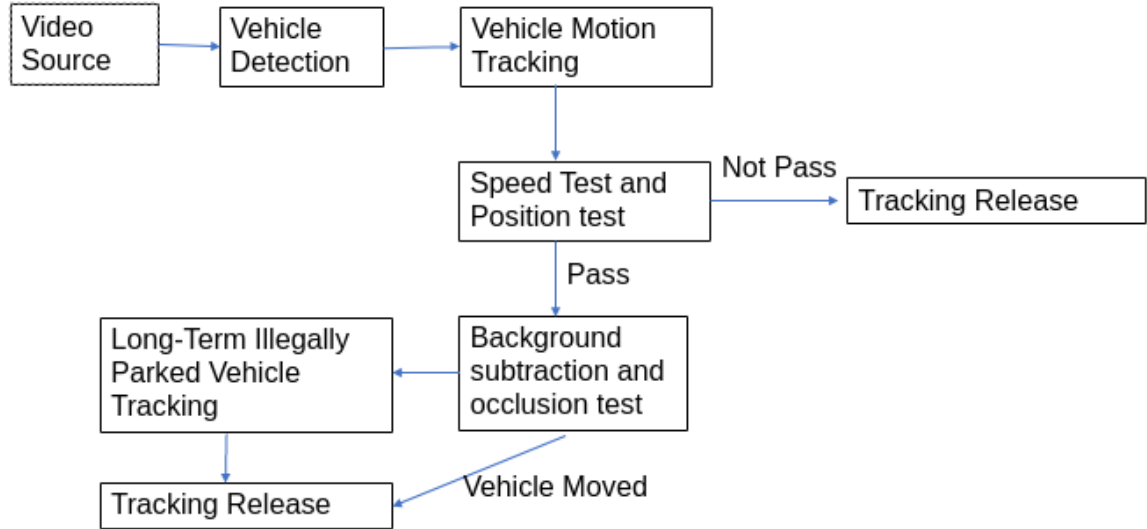 Video
Source
Vehicle
Detection
Vehicle Motion
Tracking
Speed Test and
Position test
Not Pass
Tracking Release
Pass
Background
subtraction and
occlusion test
Long-Term Illegally
Parked Vehicle
Tracking
Vehicle Moved
Tracking Release